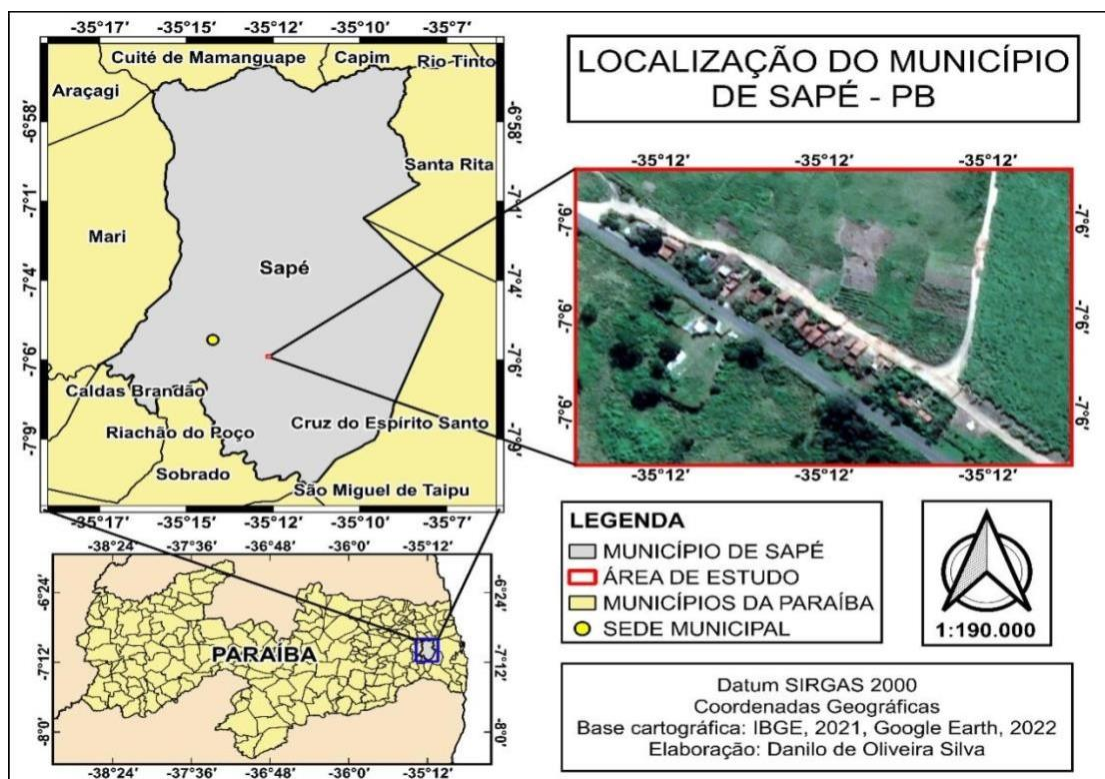 LOCALIZAÇÃO DO MUNICÍPIO
DE SAPÉ - PB
-35°17' -35°15' -35°12' -35°10' -35°7'
Cuité de Mamanguape
Capim
Rio Tinto
Araçagi
-6°58' -6°58'
Santa Rita
-7°1' -7°1'
Mari
Sapé
-7°4' -7°4'
-7°6' -7°6'
Caldas Brandão
Cruz do Espírito Santo
Riachão do Poço
-7°9' -7°9'
Sobrado
São Miguel de Taipu
-35°17' -35°15' -35°12' -35°10' -35°7'
-35°12' -35°12' -35°12'
-7°6' -7°6'
-7°6' -7°6'
-7°6' -7°6'
-35°12' -35°12' -35°12'
LEGENDA
MUNICÍPIO DE SAPÉ
ÁREA DE ESTUDO
MUNICÍPIOS DA PARAÍBA
SEDE MUNICIPAL
1:190.000
-38°24' -37°36' -36°48' -36°0' -35°12'
-6°24' -6°24'
PARAÍBA
-7°12' -7°12'
-8°0' -8°0'
-38°24' -37°36' -36°48' -36°0' -35°12'
Datum SIRGAS 2000
Coordenadas Geográficas
Base cartográfica: IBGE, 2021, Google Earth, 2022
Elaboração: Danilo de Oliveira Silva